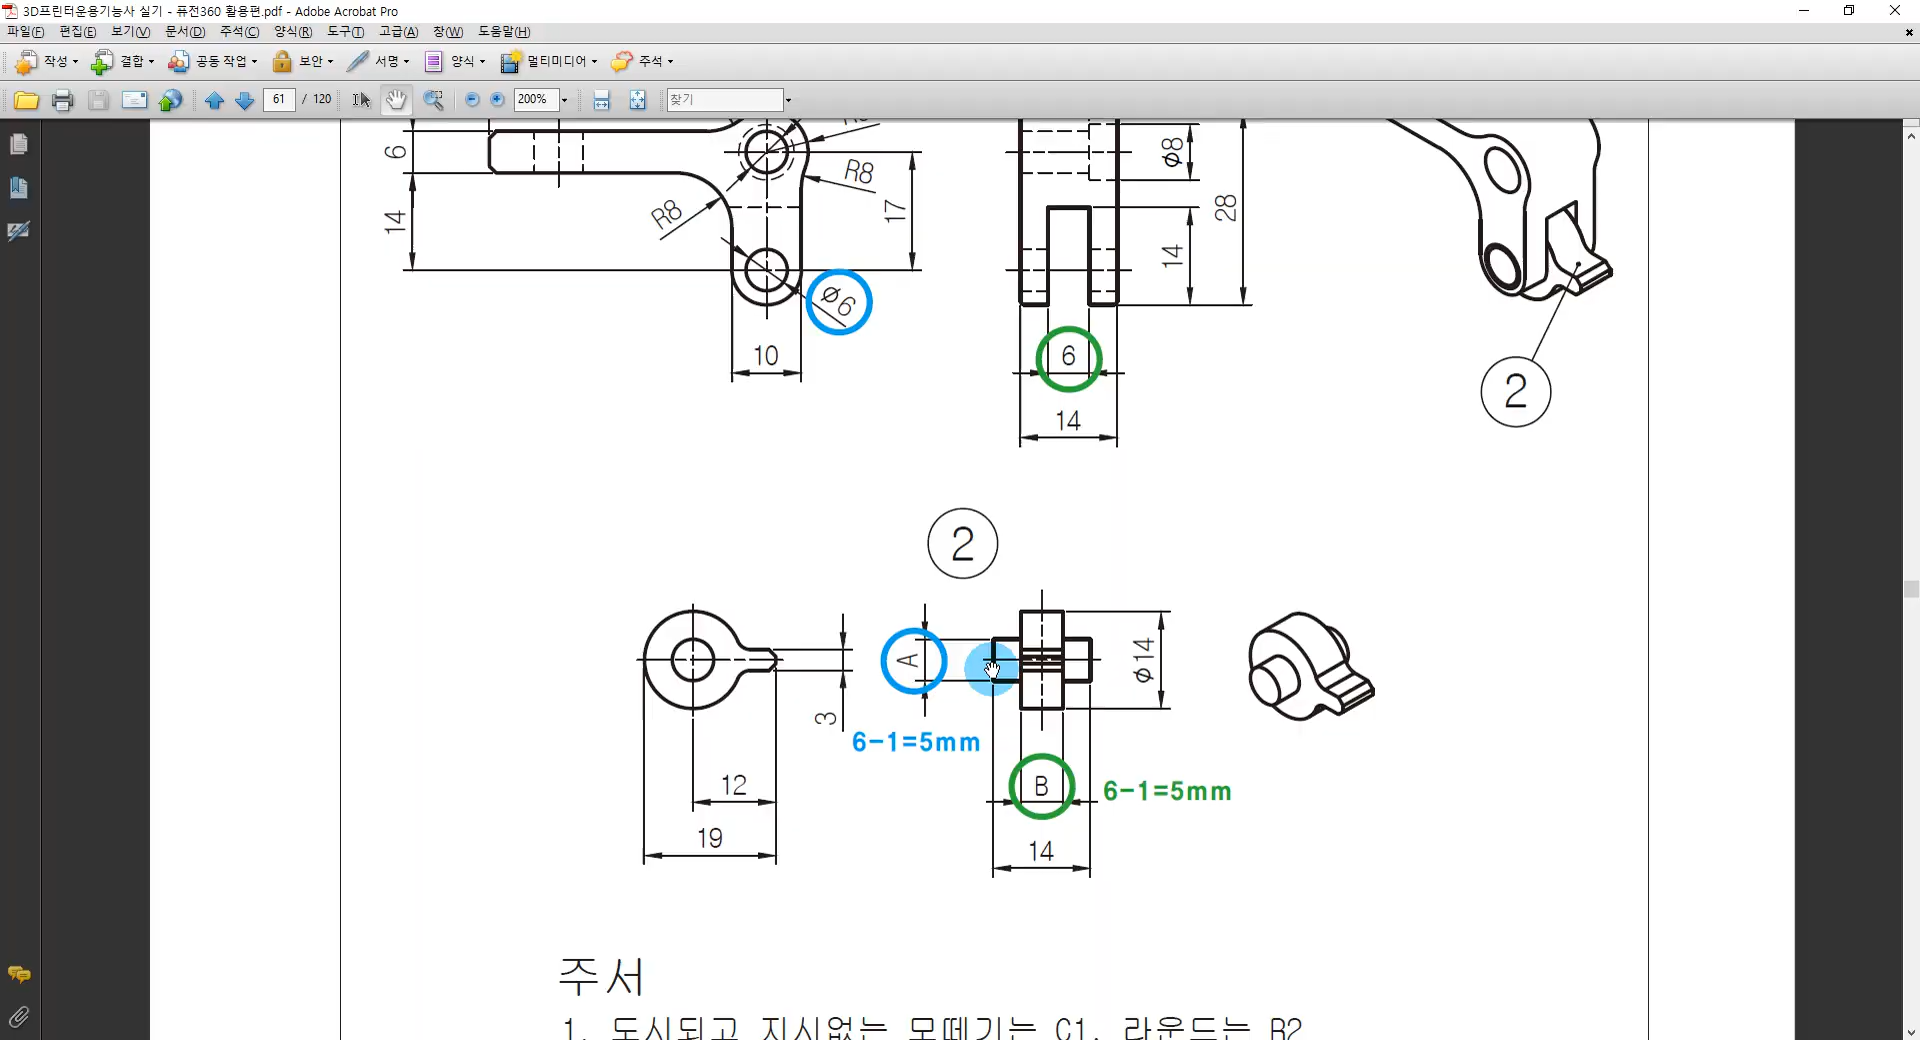 3D프린터운용기능사 실기 - 퓨전360 활용편.pdf - Adobe Acrobat Pro
파일(F) 편집(E) 보기(V) 문서(D) 주석(C) 양식(R) 도구(T) 고급(A) 창(W) 도움말(H)
작성 결합 공동 작업 보안 서명 양식 멀티미디어 주석
61 / 120 200% 찾기
6
R8
ø8
14
R8
17
28
14
ø6
10
6
14
2
2
A
ø14
3
6-1=5mm
12
B
6-1=5mm
19
14
주서
1. 도시되고 지시없는 모떼기는 C1, 라운드는 R2